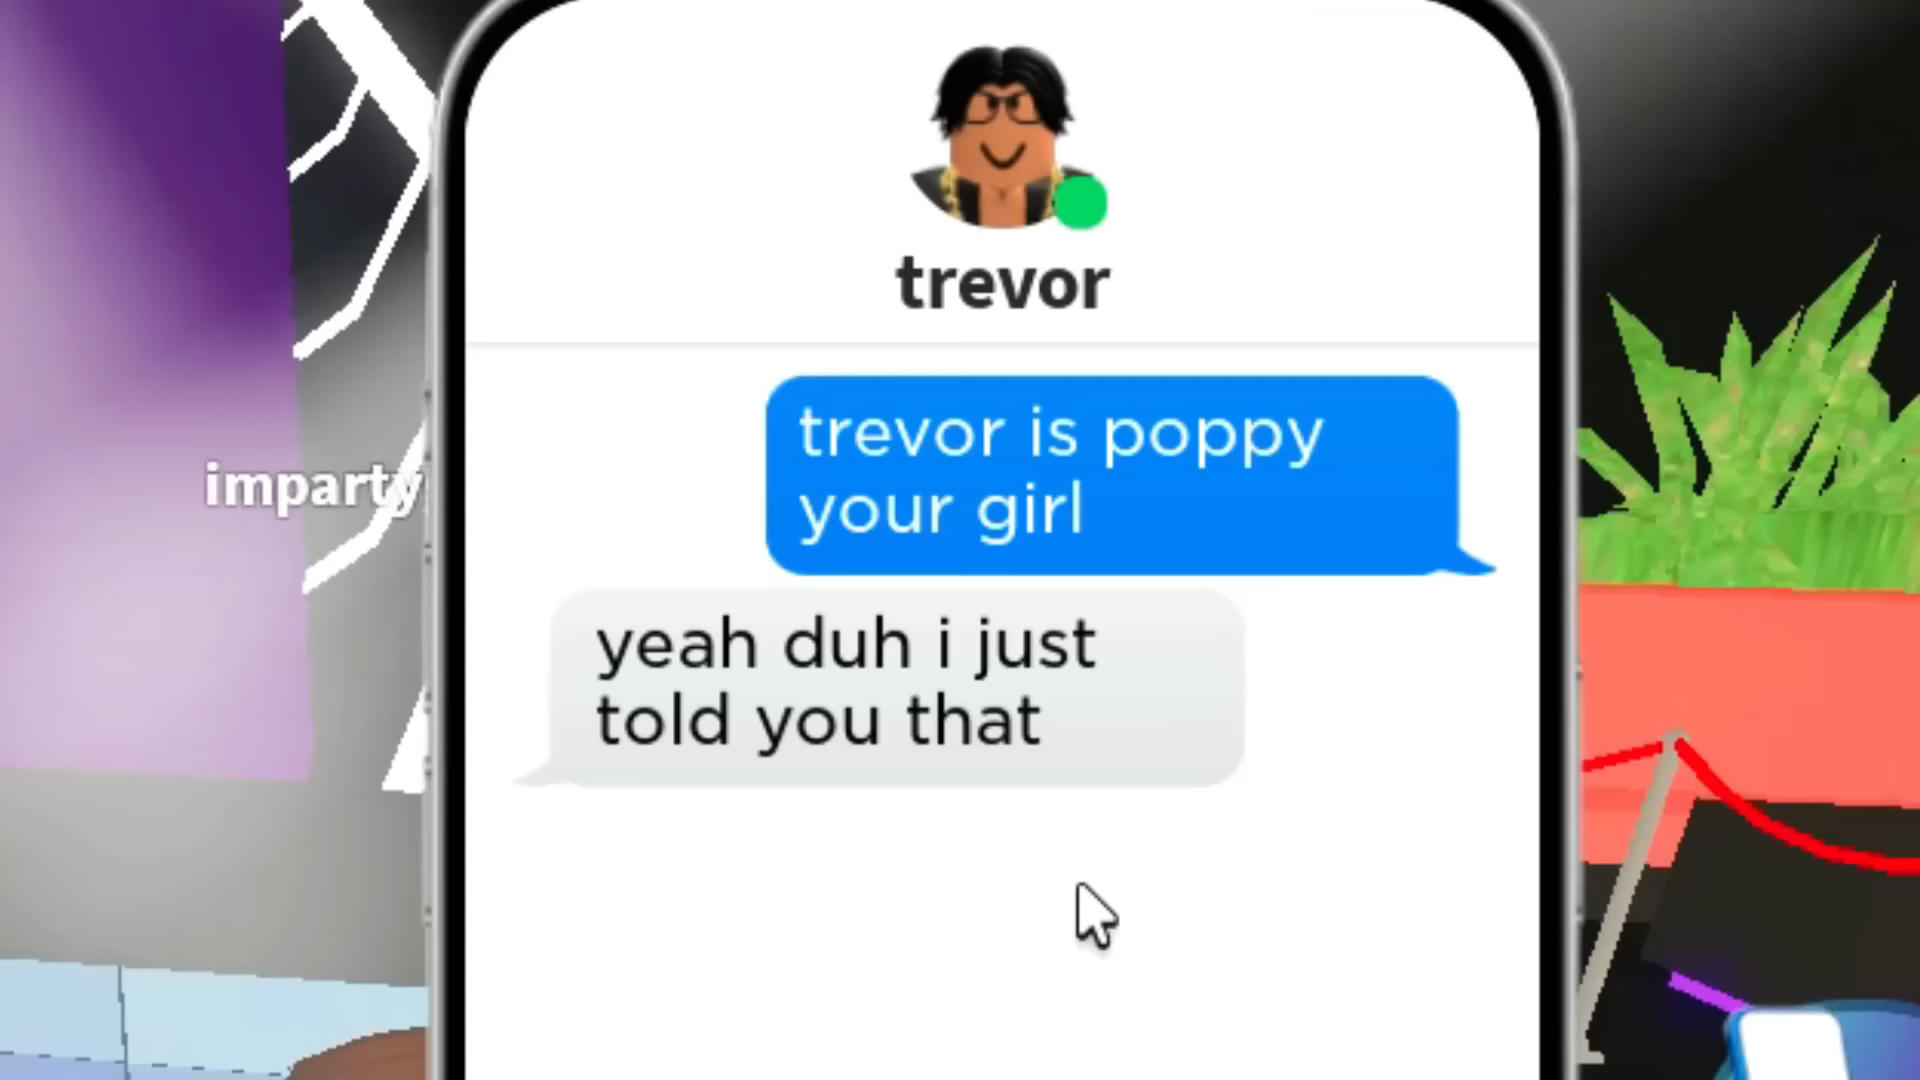 trevor
trevor is poppy
your girl
imparty
yeah duh i just
told you that